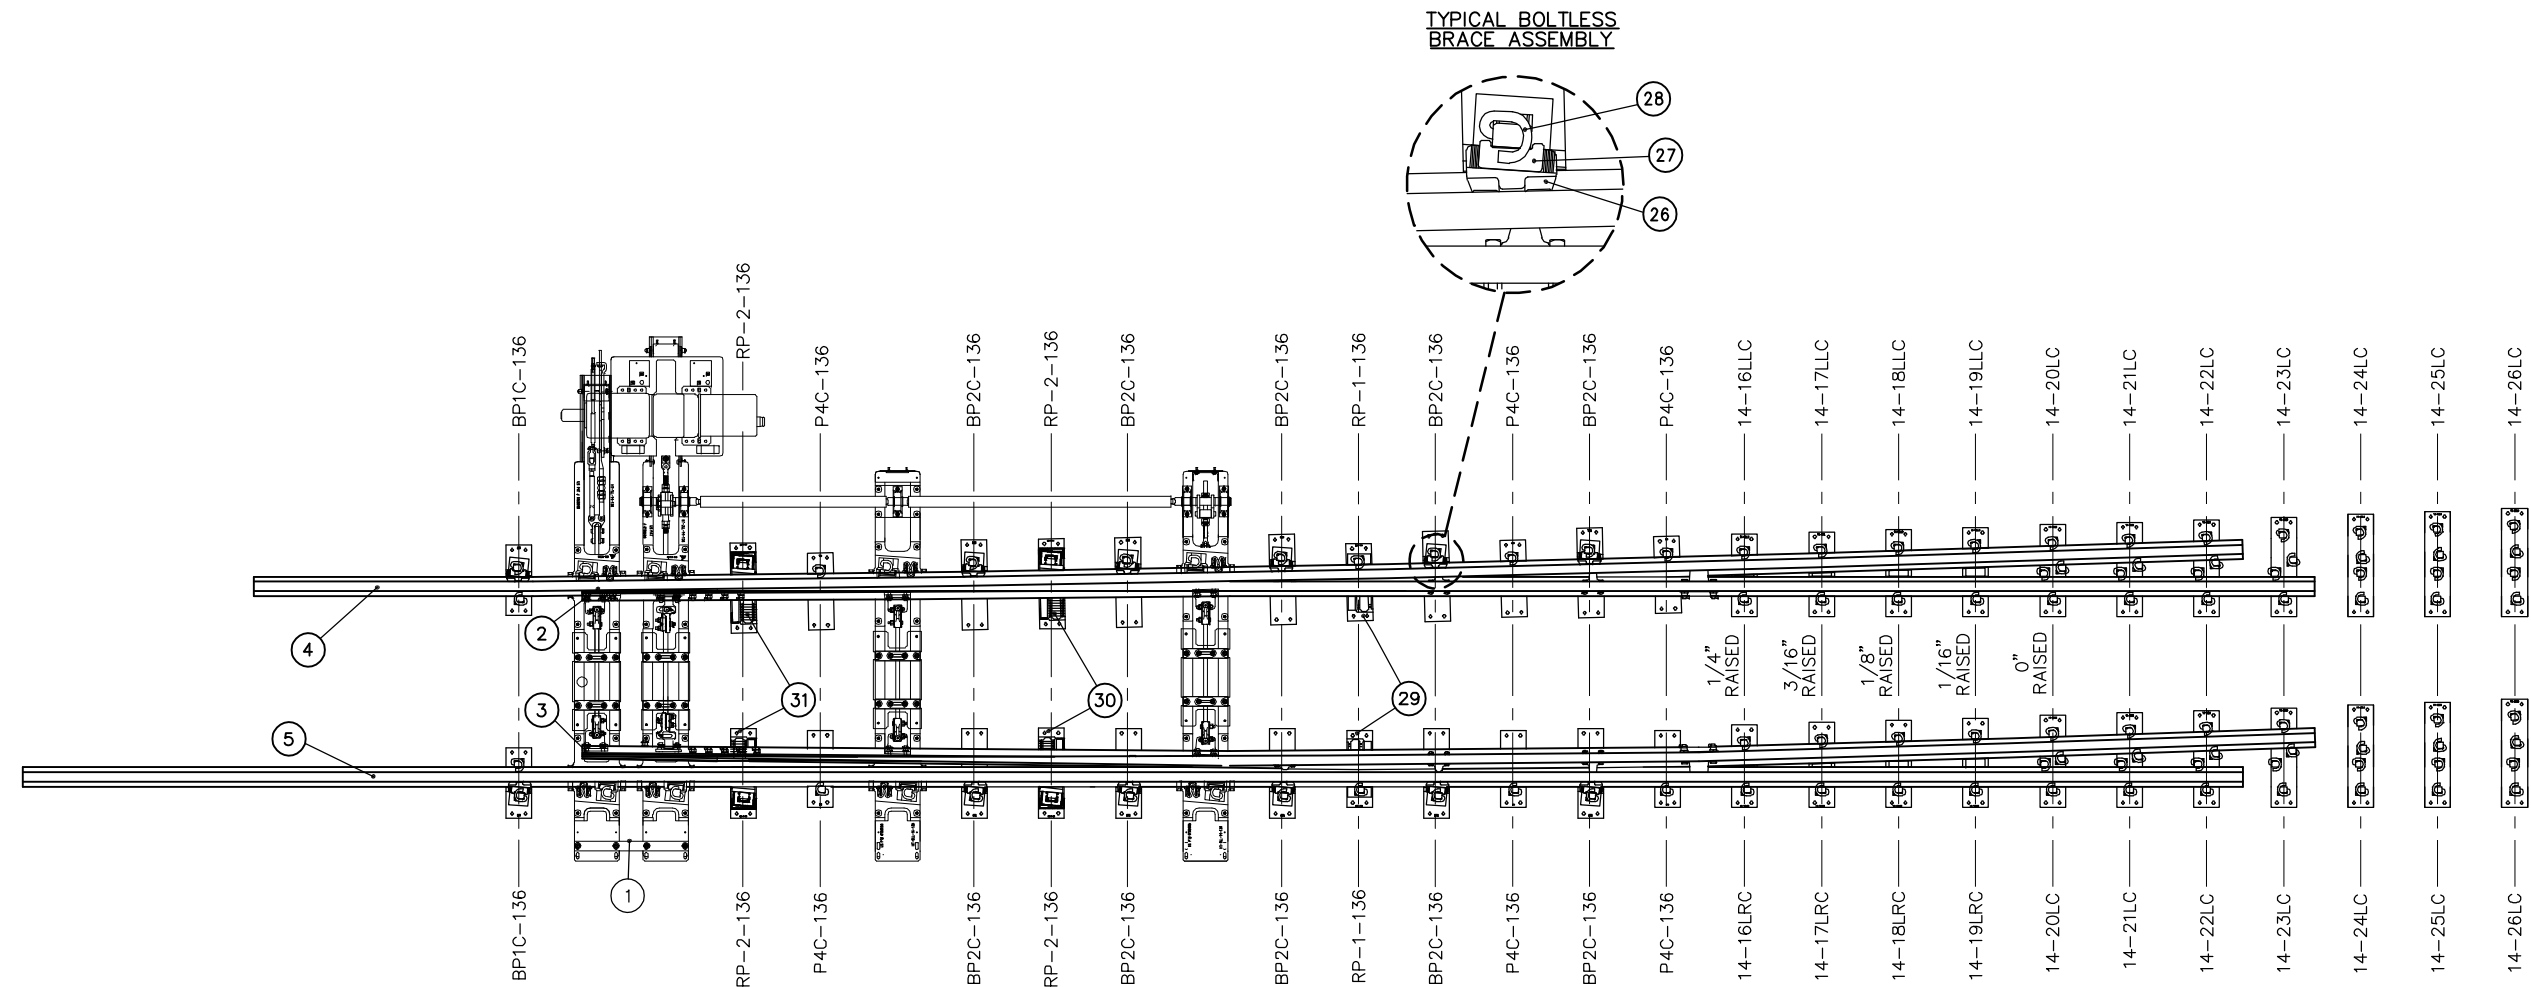 TYPICAL BOLTLESS
BRACE ASSEMBLY
28
27
26
BP1C-136
RP-2-136
P4C-136
BP2C-136
RP-2-136
BP2C-136
BP2C-136
RP-1-136
BP2C-136
P4C-136
BP2C-136
P4C-136
14-16LLC
14-17LLC
14-18LLC
14-19LLC
14-20LC
14-21LC
14-22LC
14-23LC
14-24LC
14-25LC
14-26LC
4
2
5
3
31
30
29
1
1/4"
RAISED
3/16"
RAISED
1/8"
RAISED
1/16"
RAISED
0"
RAISED
BP1C-136
RP-2-136
P4C-136
BP2C-136
RP-2-136
BP2C-136
BP2C-136
RP-1-136
BP2C-136
P4C-136
BP2C-136
P4C-136
14-16LRC
14-17LRC
14-18LRC
14-19LRC
14-20LC
14-21LC
14-22LC
14-23LC
14-24LC
14-25LC
14-26LC